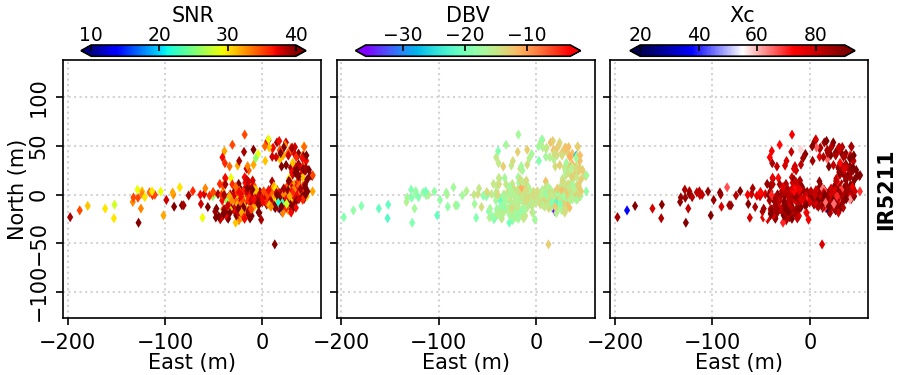 SNR DBV Xc
10 20 30 40 −30 −20 −10 20 40 60 80
North (m)
100
50
0
−50
−100
IR5211
−200 −100 0 −200 −100 0 −200 −100 0
East (m) East (m) East (m)